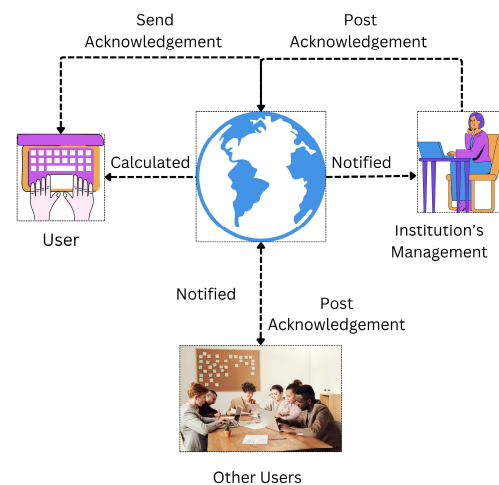 Send
Acknowledgement
Post
Acknowledgement
Calculated
Notified
User
Institution’s
Management
Notified
Post
Acknowledgement
Other Users